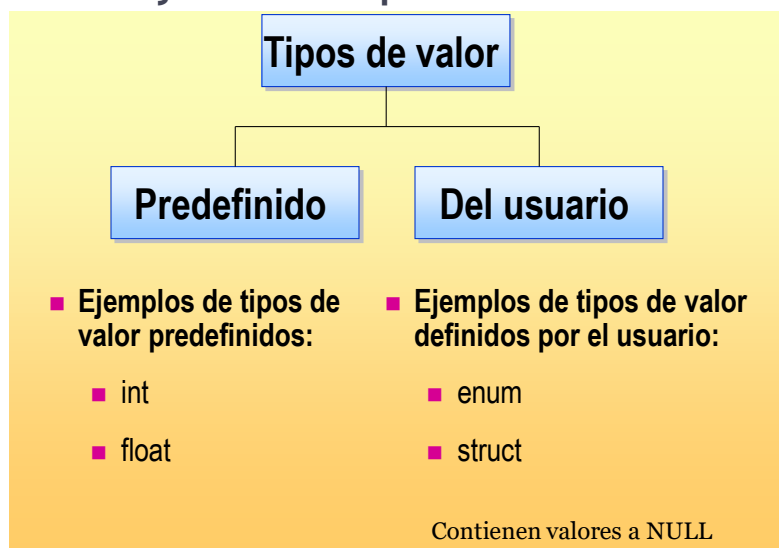 Tipos de valor
Predefinido
Del usuario
Ejemplos de tipos de
valor predefinidos:
int
float
Ejemplos de tipos de valor
definidos por el usuario:
enum
struct
Contienen valores a NULL